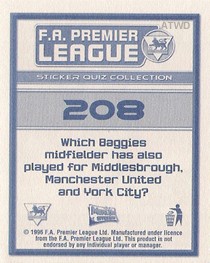 ATWD
F.A. PREMIER
LEAGUE
STICKER QUIZ COLLECTION
208
Which Baggies
midfielder has also
played for Middlesbrough,
Manchester United
and York City?
© 1996 F.A. Premier League Ltd. Manufactured under licence
from the F.A. Premier League Ltd. This product is not
endorsed by any individual player or manager.